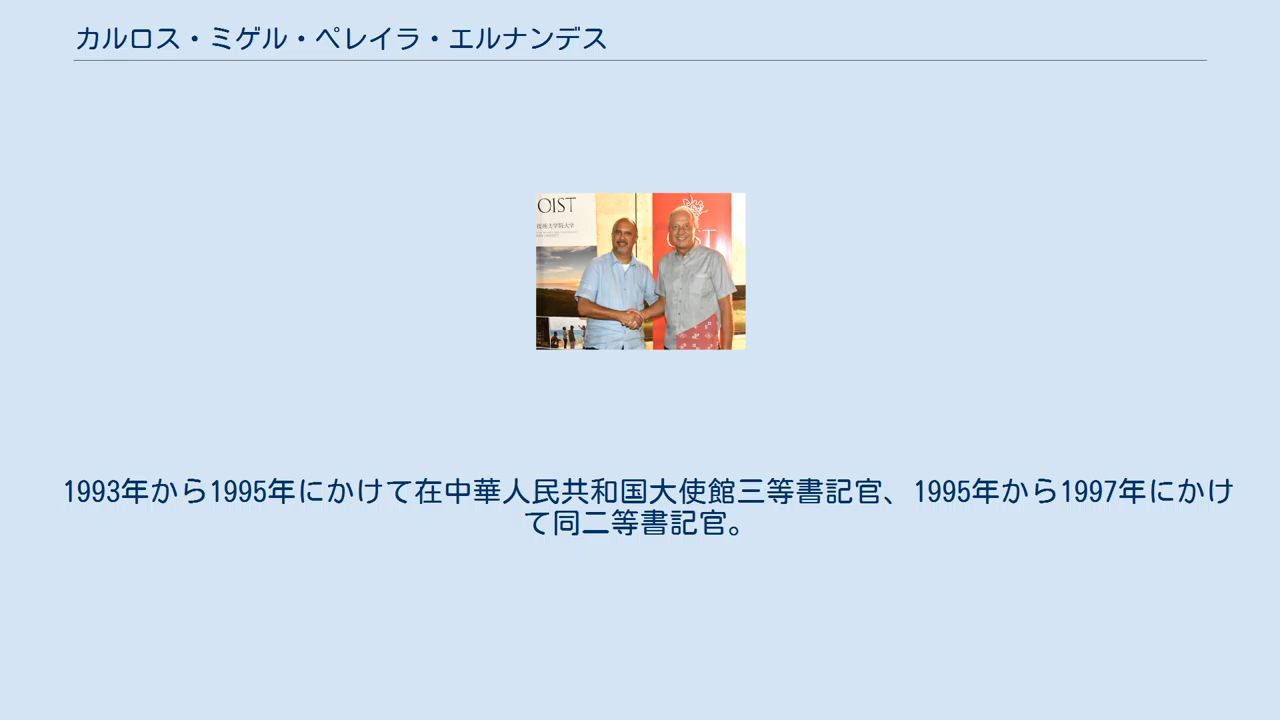 カルロス・ミゲル・ペレイラ・エルナンデス
OIST
OIST
1993年から1995年にかけて在中華人民共和国大使館三等書記官、1995年から1997年にかけ
て同二等書記官。